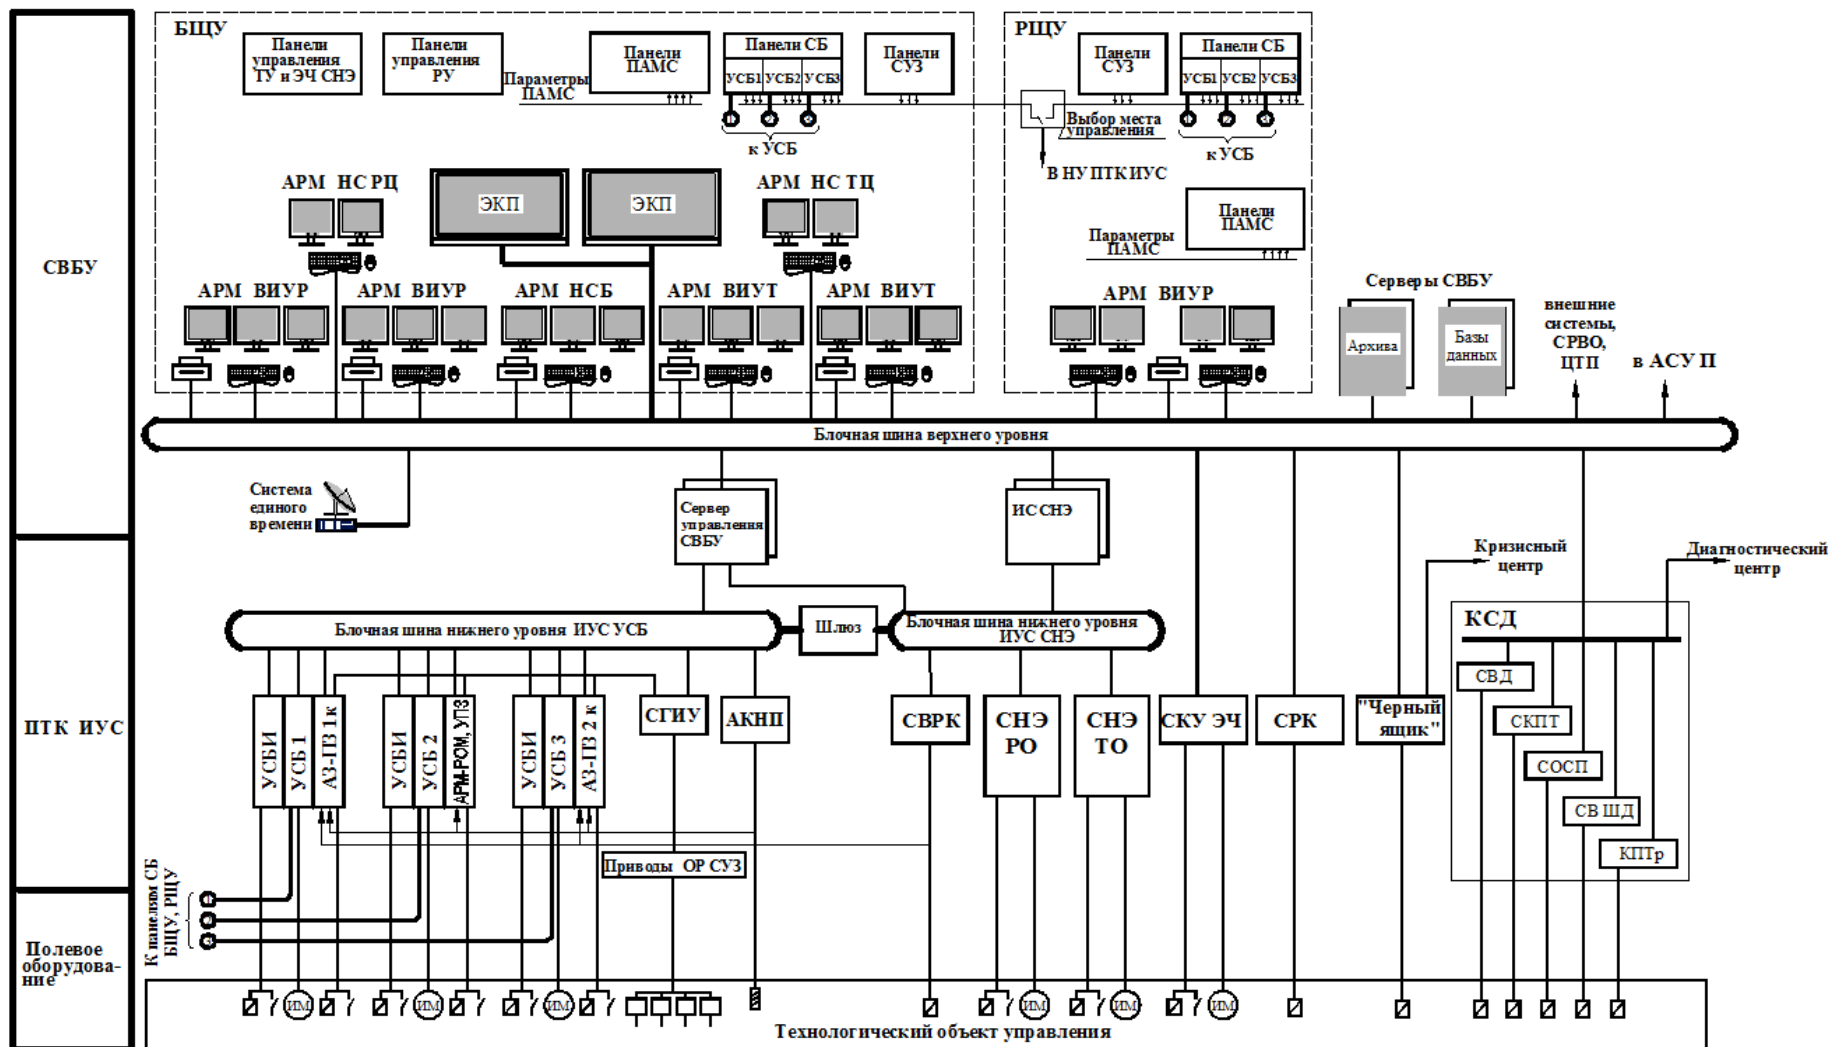 СВБУ
ПТК ИУС
Полевое
оборудова-
ние
БЩУ
Панели
управления
ТУ и ЭЧ СНЭ
Панели
управления
РУ
Параметры
ПАМС
Панели
ПАМС
Панели СБ
УСБ1
УСБ2
УСБ3
к УСБ
Панели
СУЗ
РЩУ
Панели
СУЗ
Панели СБ
УСБ1
УСБ2
УСБ3
к УСБ
Выбор места
управления
В НУ ПТК ИУС
Параметры
ПАМС
Панели
ПАМС
АРМ НС РЦ
ЭКП
ЭКП
АРМ НС ТЦ
АРМ ВИУР
АРМ ВИУР
АРМ НСБ
АРМ ВИУТ
АРМ ВИУТ
АРМ ВИУР
Серверы СВБУ
Архива
Базы
данных
внешние
системы,
СРВО,
ЦТП
в АСУ П
Блочная шина верхнего уровня
Система
единого
времени
Сервер
управления
СВБУ
ИС СНЭ
Кризисный
центр
Диагностический
центр
Блочная шина нижнего уровня ИУС УСБ
Шлюз
Блочная шина нижнего уровня
ИУС СНЭ
КСД
СВД
СКПТ
СОСП
СВ ШД
КПТр
УСБИ
УСБ 1
АЗ-ПЗ 1к
УСБИ
УСБ 2
АРМ-РОМ, УПЗ
УСБИ
УСБ 3
АЗ-ПЗ 2 к
СГИУ
АКНП
СВРК
СНЭ
РО
СНЭ
ТО
СКУ ЭЧ
СРК
"Черный
ящик"
Приводы ОР СУЗ
К панелям СБ
БЩУ, РЩУ
ИМ
ИМ
ИМ
ИМ
ИМ
ИМ
Технологический объект управления